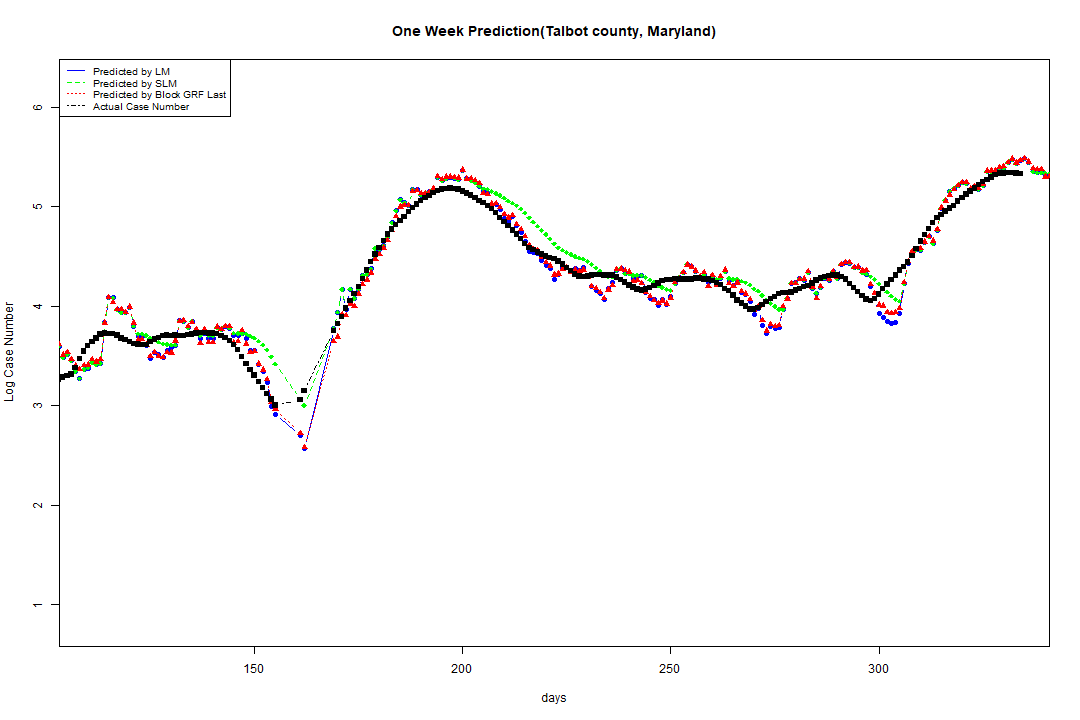 One Week Prediction(Talbot county, Maryland)
Predicted by LM
Predicted by SLM
Predicted by Block GRF Last
Actual Case Number
6
5
4
3
2
1
Log Case Number
150
200
250
300
days